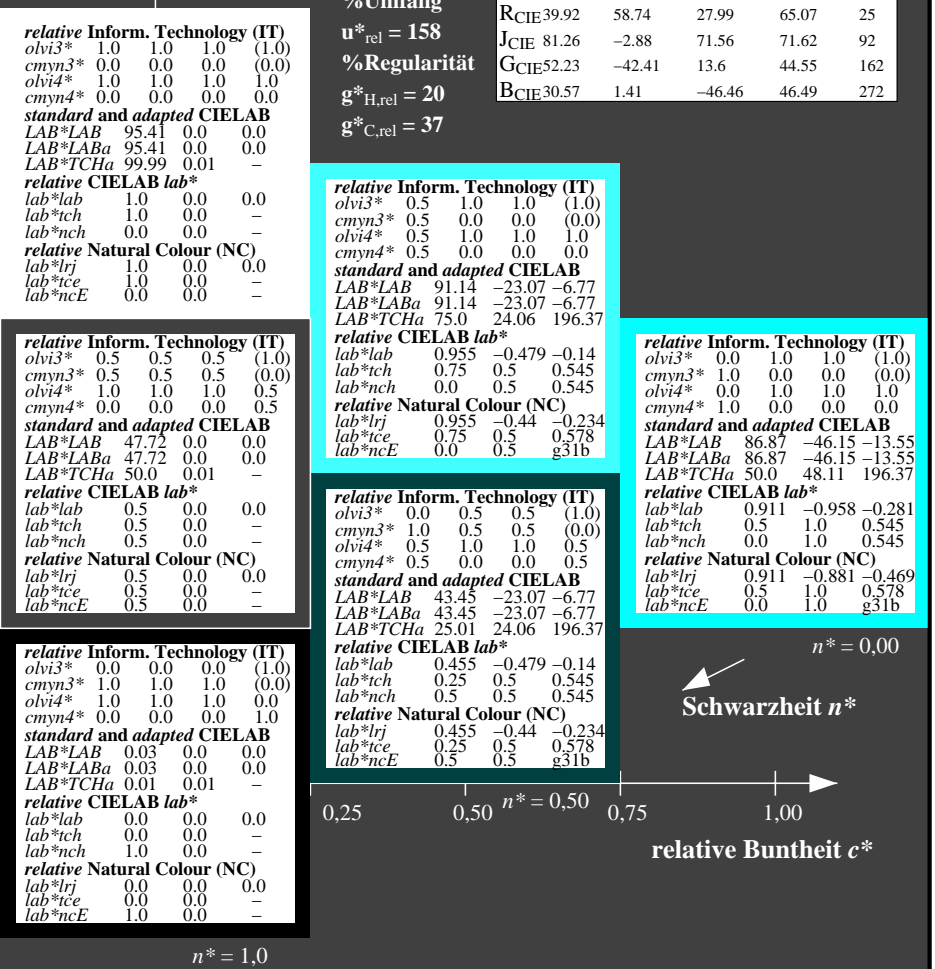 %Umfang
u*rel = 158
%Regularität
g*H,rel = 20
g*C,rel = 37
RCIE 39.92 58.74 27.99 65.07 25
JCIE 81.26 −2.88 71.56 71.62 92
GCIE 52.23 −42.41 13.6 44.55 162
BCIE 30.57 1.41 −46.46 46.49 272
relative Inform. Technology (IT)
olvi3* 1.0 1.0 1.0 (1.0)
cmyn3* 0.0 0.0 0.0 (0.0)
olvi4* 1.0 1.0 1.0 1.0
cmyn4* 0.0 0.0 0.0 0.0
standard and adapted CIELAB
LAB*LAB 95.41 0.0 0.0
LAB*LABa 95.41 0.0 0.0
LAB*TCHa 99.99 0.01 –
relative CIELAB lab*
lab*lab 1.0 0.0 0.0
lab*tch 1.0 0.0 –
lab*nch 0.0 0.0 –
relative Natural Colour (NC)
lab*lrj 1.0 0.0 0.0
lab*tce 1.0 0.0 –
lab*ncE 0.0 0.0 –
relative Inform. Technology (IT)
olvi3* 0.5 1.0 1.0 (1.0)
cmyn3* 0.5 0.0 0.0 (0.0)
olvi4* 0.5 1.0 1.0 1.0
cmyn4* 0.5 0.0 0.0 0.0
standard and adapted CIELAB
LAB*LAB 91.14 −23.07 −6.77
LAB*LABa 91.14 −23.07 −6.77
LAB*TCHa 75.0 24.06 196.37
relative CIELAB lab*
lab*lab 0.955 −0.479 −0.14
lab*tch 0.75 0.5 0.545
lab*nch 0.0 0.5 0.545
relative Natural Colour (NC)
lab*lrj 0.955 −0.44 −0.234
lab*tce 0.75 0.5 0.578
lab*ncE 0.0 0.5 g31b
relative Inform. Technology (IT)
olvi3* 0.5 0.5 0.5 (1.0)
cmyn3* 0.5 0.5 0.5 (0.0)
olvi4* 1.0 1.0 1.0 0.5
cmyn4* 0.0 0.0 0.0 0.5
standard and adapted CIELAB
LAB*LAB 47.72 0.0 0.0
LAB*LABa 47.72 0.0 0.0
LAB*TCHa 50.0 0.01 –
relative CIELAB lab*
lab*lab 0.5 0.0 0.0
lab*tch 0.5 0.0 –
lab*nch 0.5 0.0 –
relative Natural Colour (NC)
lab*lrj 0.5 0.0 0.0
lab*tce 0.5 0.0 –
lab*ncE 0.5 0.0 –
relative Inform. Technology (IT)
olvi3* 0.0 1.0 1.0 (1.0)
cmyn3* 1.0 0.0 0.0 (0.0)
olvi4* 0.0 1.0 1.0 1.0
cmyn4* 1.0 0.0 0.0 0.0
standard and adapted CIELAB
LAB*LAB 86.87 −46.15 −13.55
LAB*LABa 86.87 −46.15 −13.55
LAB*TCHa 50.0 48.11 196.37
relative CIELAB lab*
lab*lab 0.911 −0.958 −0.281
lab*tch 0.5 1.0 0.545
lab*nch 0.0 1.0 0.545
relative Natural Colour (NC)
lab*lrj 0.911 −0.881 −0.469
lab*tce 0.5 1.0 0.578
lab*ncE 0.0 1.0 g31b
relative Inform. Technology (IT)
olvi3* 0.0 0.5 0.5 (1.0)
cmyn3* 1.0 0.5 0.5 (0.0)
olvi4* 0.5 1.0 1.0 0.5
cmyn4* 0.5 0.0 0.0 0.5
standard and adapted CIELAB
LAB*LAB 43.45 −23.07 −6.77
LAB*LABa 43.45 −23.07 −6.77
LAB*TCHa 25.01 24.06 196.37
relative CIELAB lab*
lab*lab 0.455 −0.479 −0.14
lab*tch 0.25 0.5 0.545
lab*nch 0.5 0.5 0.545
relative Natural Colour (NC)
lab*lrj 0.455 −0.44 −0.234
lab*tce 0.25 0.5 0.578
lab*ncE 0.5 0.5 g31b
n* = 0,00
Schwarzheit n*
relative Inform. Technology (IT)
olvi3* 0.0 0.0 0.0 (1.0)
cmyn3* 1.0 1.0 1.0 (0.0)
olvi4* 1.0 1.0 1.0 0.0
cmyn4* 0.0 0.0 0.0 1.0
standard and adapted CIELAB
LAB*LAB 0.03 0.0 0.0
LAB*LABa 0.03 0.0 0.0
LAB*TCHa 0.01 0.01 –
relative CIELAB lab*
lab*lab 0.0 0.0 0.0
lab*tch 0.0 0.0 –
lab*nch 1.0 0.0 –
relative Natural Colour (NC)
lab*lrj 0.0 0.0 0.0
lab*tce 0.0 0.0 –
lab*ncE 1.0 0.0 –
0,25 0,50 n* = 0,50 0,75 1,00
relative Buntheit c*
n* = 1,0